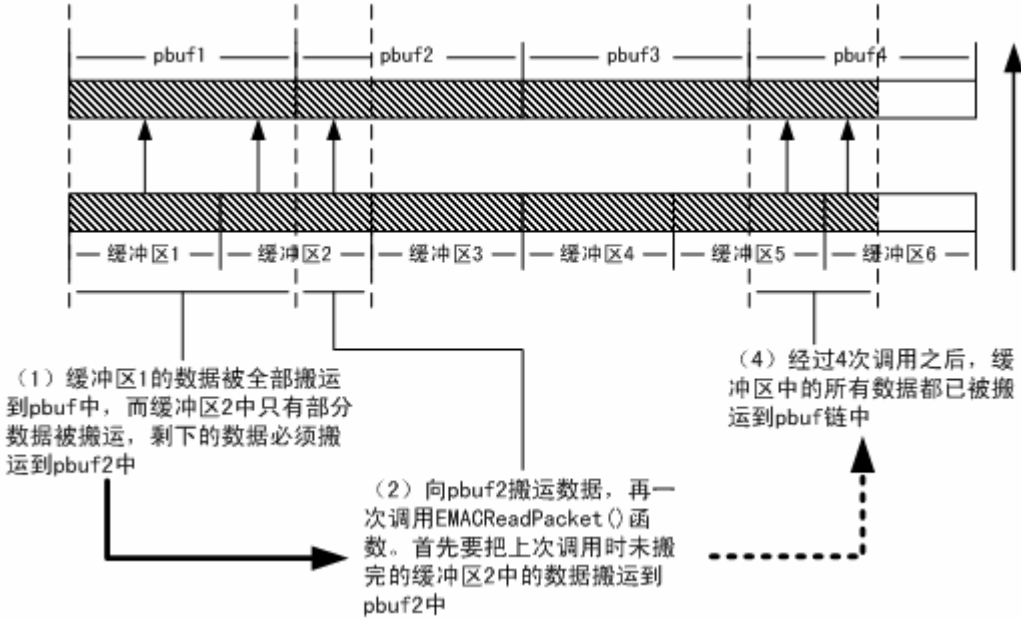 pbuf1 pbuf2 pbuf3 pbuf4
缓冲区1 缓冲区2 缓冲区3 缓冲区4 缓冲区5 缓冲区6
（1）缓冲区1的数据被全部搬运
到pbuf中，而缓冲区2中只有部分
数据被搬运，剩下的数据必须搬
运到pbuf2中
（2）向pbuf2搬运数据，再一
次调用EMACReadPacket()函
数。首先要把上次调用时未搬
完的缓冲区2中的数据搬运到
pbuf2中
（4）经过4次调用之后，缓
冲区中的所有数据都已被搬
运到pbuf链中